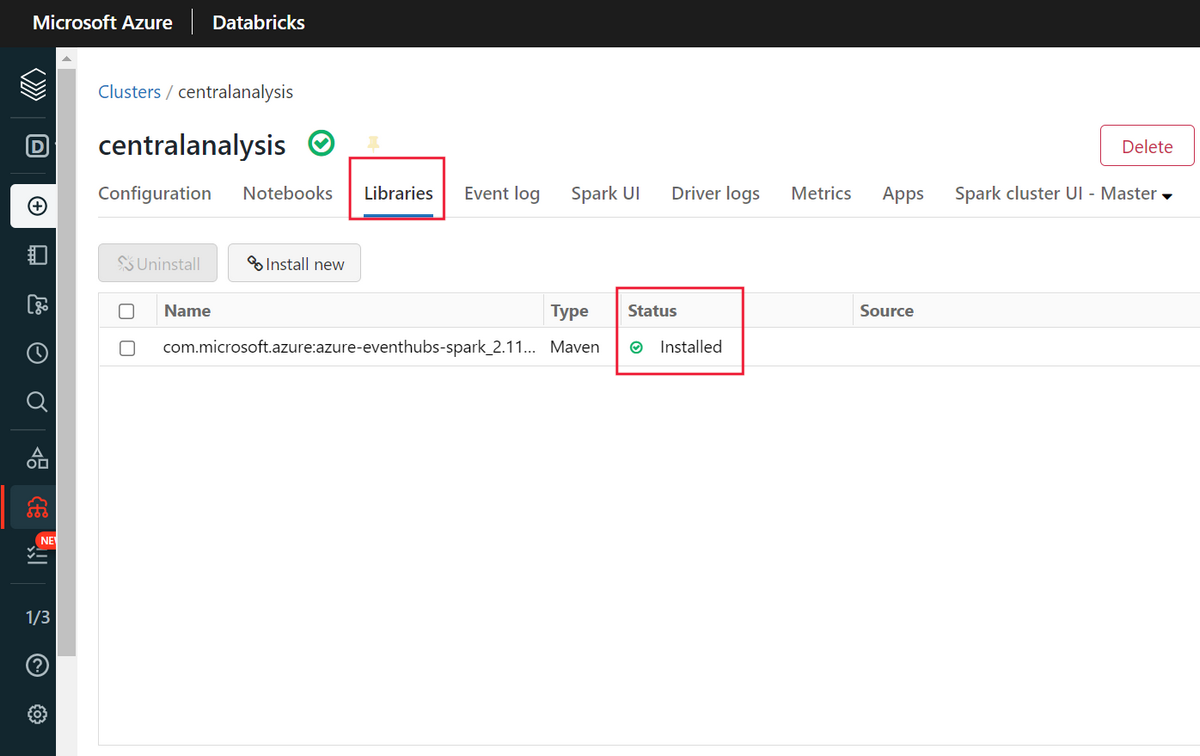 Microsoft Azure Databricks
Clusters / centralanalysis
centralanalysis
Delete
Configuration Notebooks Libraries Event log Spark UI Driver logs Metrics Apps Spark cluster UI - Master
Uninstall Install new
Name Type Status Source
com.microsoft.azure:azure-eventhubs-spark_2.11... Maven Installed
D
1/3